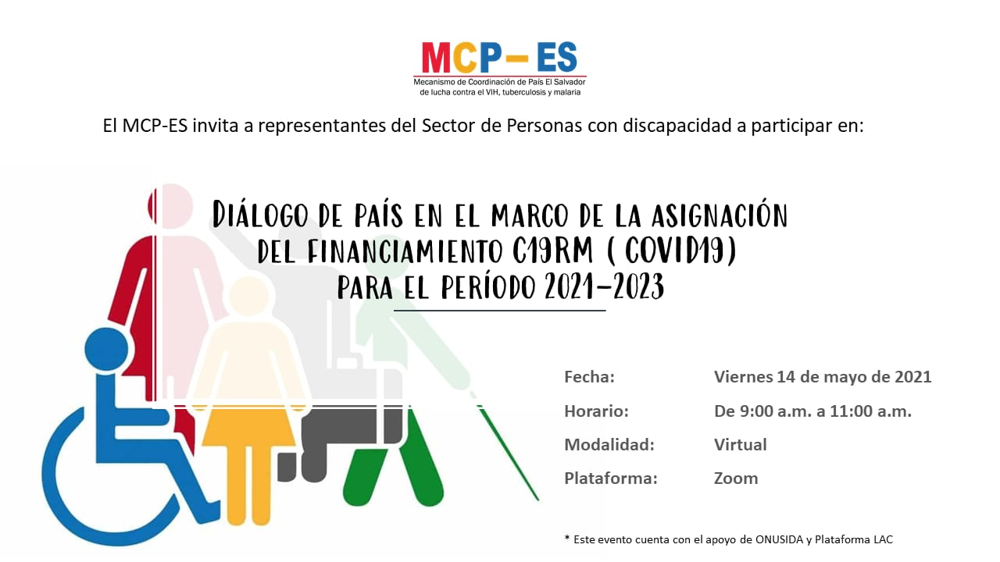 MCP-ES
Mecanismo de Coordinación de País El Salvador
de lucha contra el VIH, tuberculosis y malaria
El MCP-ES invita a representantes del Sector de Personas con discapacidad a participar en:
Diálogo de país en el marco de la asignación
del financiamiento C19RM ( COVID19)
para el período 2021-2023
Fecha: Viernes 14 de mayo de 2021
Horario: De 9:00 a.m. a 11:00 a.m.
Modalidad: Virtual
Plataforma: Zoom
* Este evento cuenta con el apoyo de ONUSIDA y Plataforma LAC